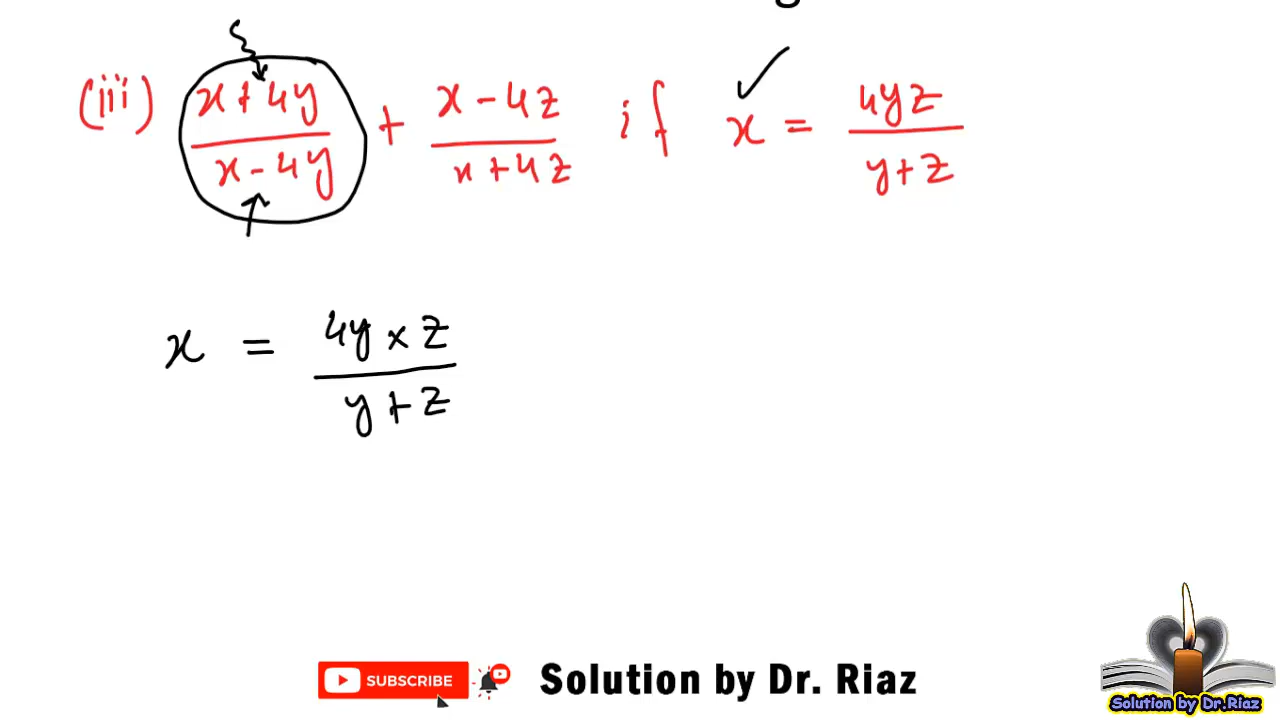 (iii) x+4y/x-4y + x-4z/x+4z if x = 4yz/y+z
x = 4y×z/y+z
SUBSCRIBE Solution by Dr. Riaz
Solution by Dr.Riaz